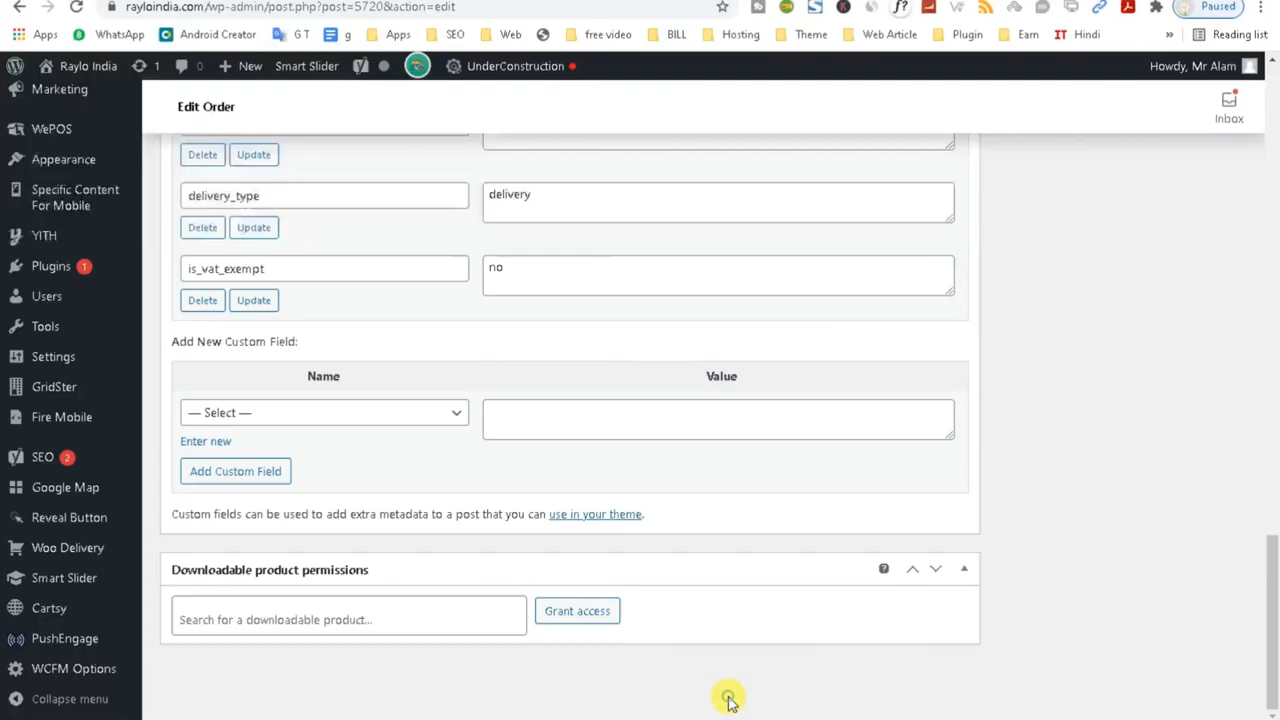 rayloindia.com/wp-admin/post.php?post=5720&action=edit
Paused
Apps WhatsApp Android Creator G T g Apps SEO Web free video BILL Hosting Theme Web Article Plugin Earn IT Hindi » Reading list
Raylo India 1 0 + New Smart Slider UnderConstruction Howdy, Mr Alam
Marketing
WePOS
Appearance
Specific Content
For Mobile
YITH
Plugins 1
Users
Tools
Settings
GridSter
Fire Mobile
SEO 2
Google Map
Reveal Button
Woo Delivery
Smart Slider
Cartsy
PushEngage
WCFM Options
Collapse menu
Edit Order
Inbox
Delete Update
delivery_type delivery
Delete Update
is_vat_exempt no
Delete Update
Add New Custom Field:
Name Value
— Select —
Enter new
Add Custom Field
Custom fields can be used to add extra metadata to a post that you can use in your theme.
Downloadable product permissions
Search for a downloadable product... Grant access